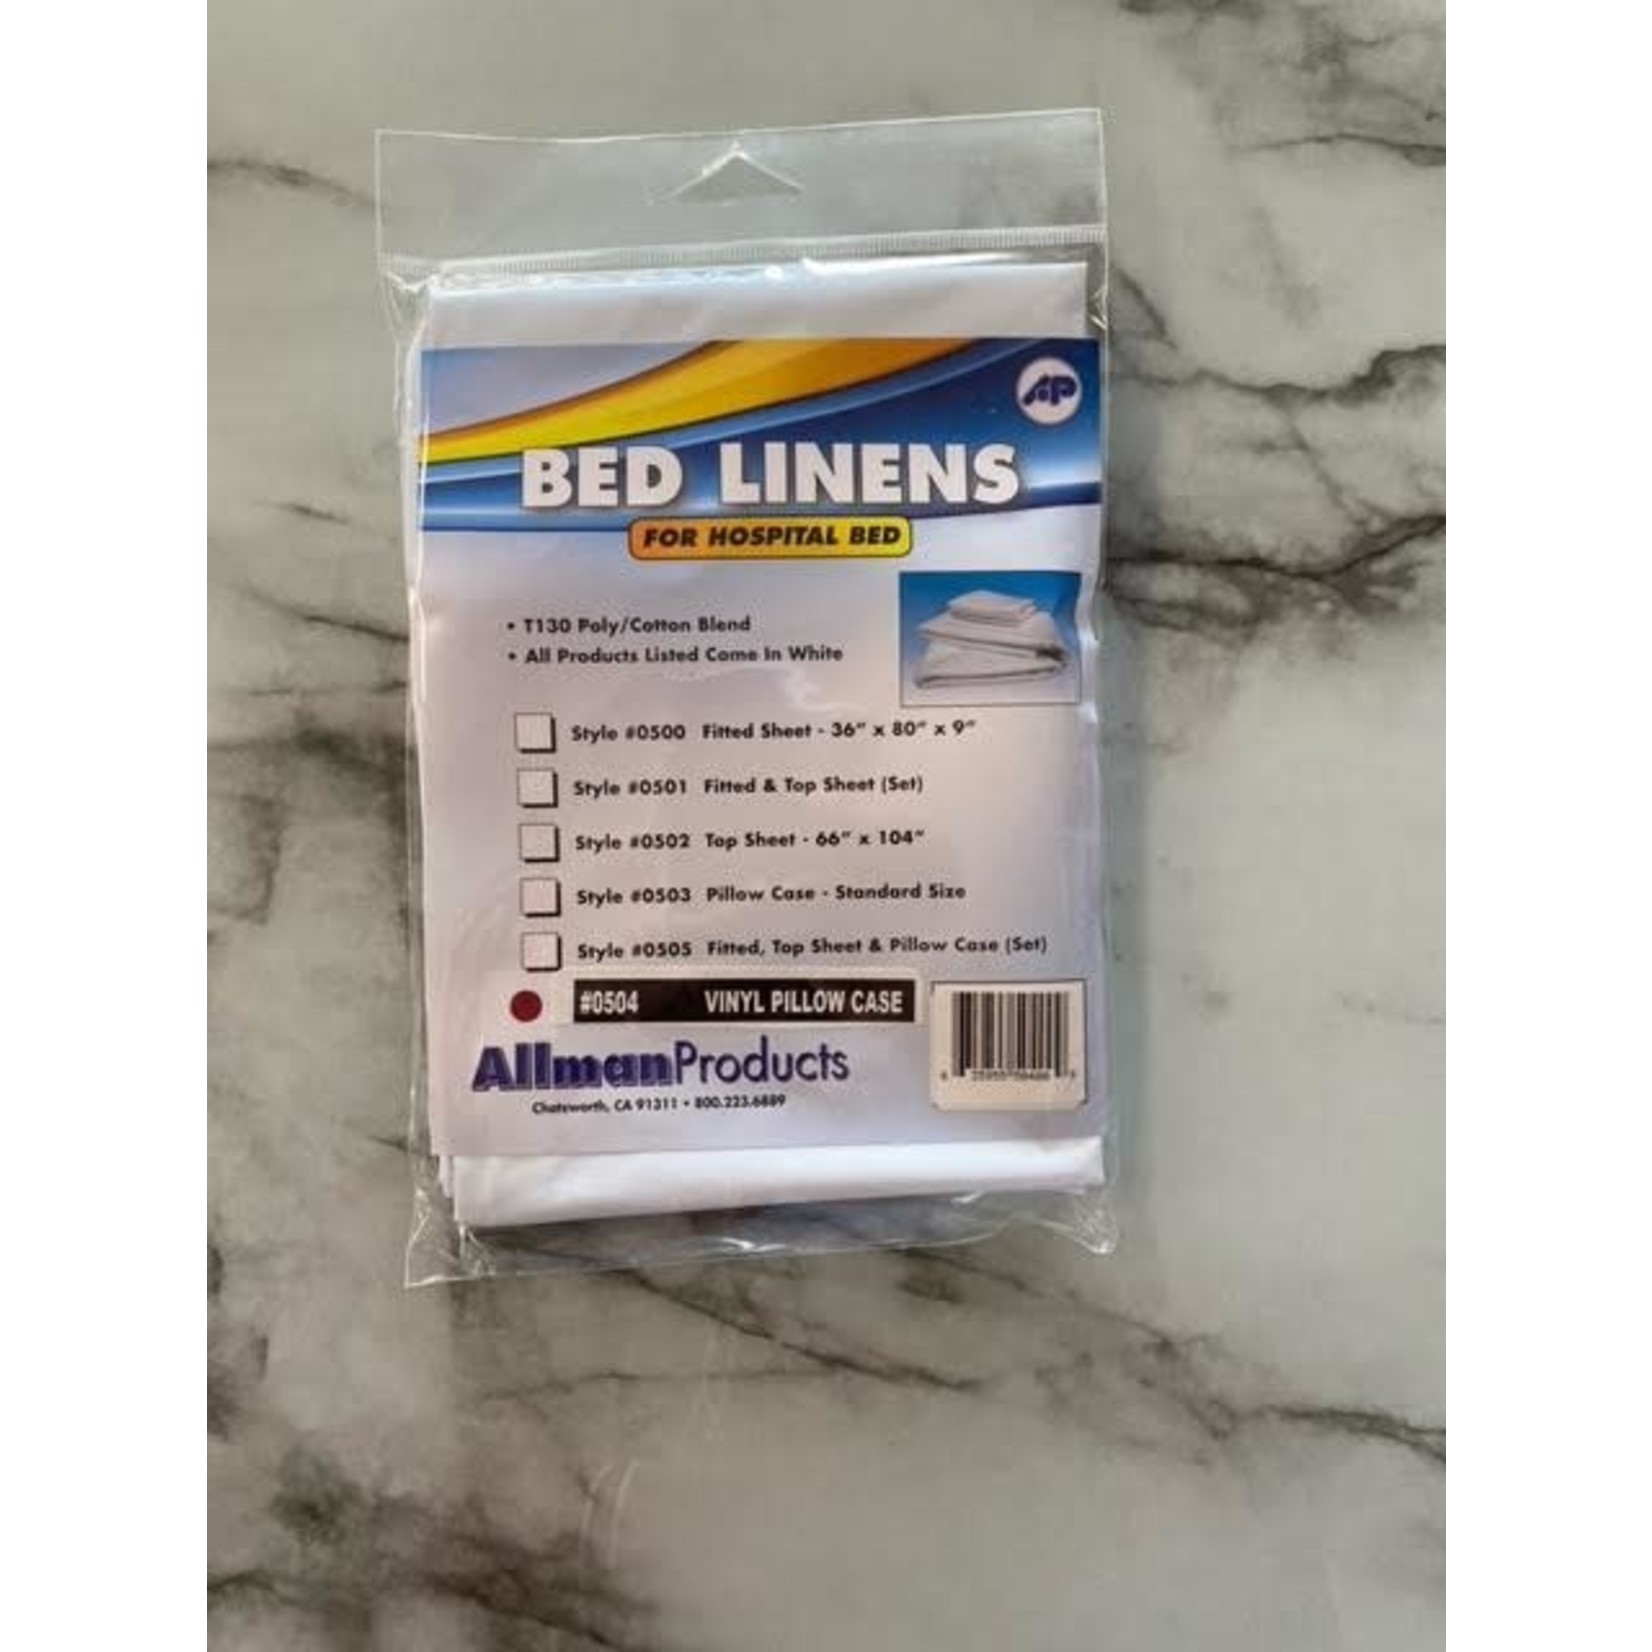 AP
BED LINENS
FOR HOSPITAL BED
• T130 Poly/Cotton Blend
• All Products Listed Come In White
Style #0500 Fitted Sheet - 36" x 80" x 9"
Style #0501 Fitted & Top Sheet (Set)
Style #0502 Top Sheet - 66" x 104"
Style #0503 Pillow Case - Standard Size
Style #0505 Fitted, Top Sheet & Pillow Case (Set)
#0504 VINYL PILLOW CASE
AllmanProducts
Chatsworth, CA 91311 • 800.223.6889